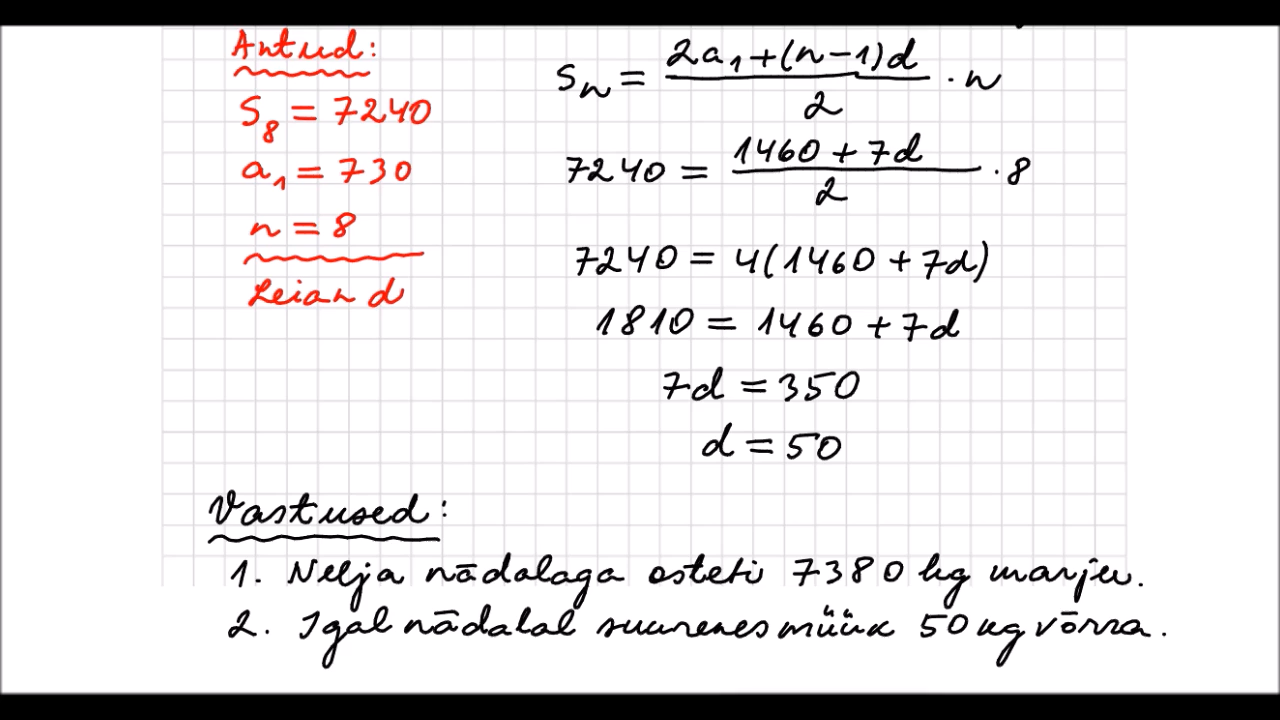 Antud:
S₈ = 7240
a₁ = 730
n = 8
Leian d
Sₙ = (2a₁ + (n - 1)d) / 2 · n
7240 = (1460 + 7d) / 2 · 8
7240 = 4(1460 + 7d)
1810 = 1460 + 7d
7d = 350
d = 50
Vastused:
1. Nelja nädalaga osteti 7380 kg marju.
2. Igal nädalal suurenes müük 50 kg võrra.